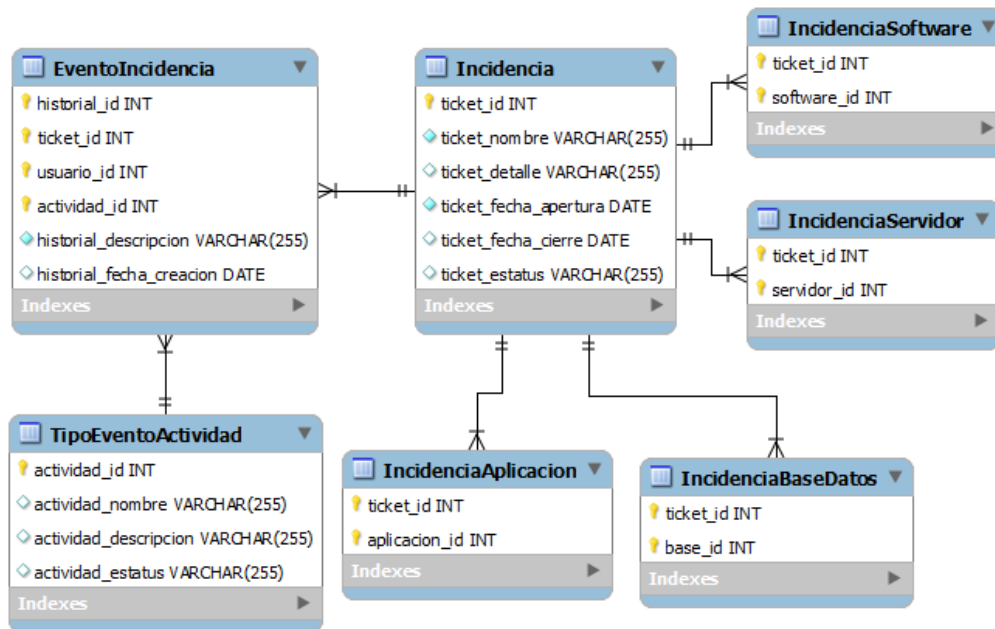 EventoIncidencia
historial_id INT
ticket_id INT
usuario_id INT
actividad_id INT
historial_descripcion VARCHAR(255)
historial_fecha_creacion DATE
Indexes
Incidencia
ticket_id INT
ticket_nombre VARCHAR(255)
ticket_detalle VARCHAR(255)
ticket_fecha_apertura DATE
ticket_fecha_cierre DATE
ticket_estatus VARCHAR(255)
Indexes
IncidenciaSoftware
ticket_id INT
software_id INT
Indexes
IncidenciaServidor
ticket_id INT
servidor_id INT
Indexes
TipoEventoActividad
actividad_id INT
actividad_nombre VARCHAR(255)
actividad_descripcion VARCHAR(255)
actividad_estatus VARCHAR(255)
Indexes
IncidenciaAplicacion
ticket_id INT
aplicacion_id INT
Indexes
IncidenciaBaseDatos
ticket_id INT
base_id INT
Indexes